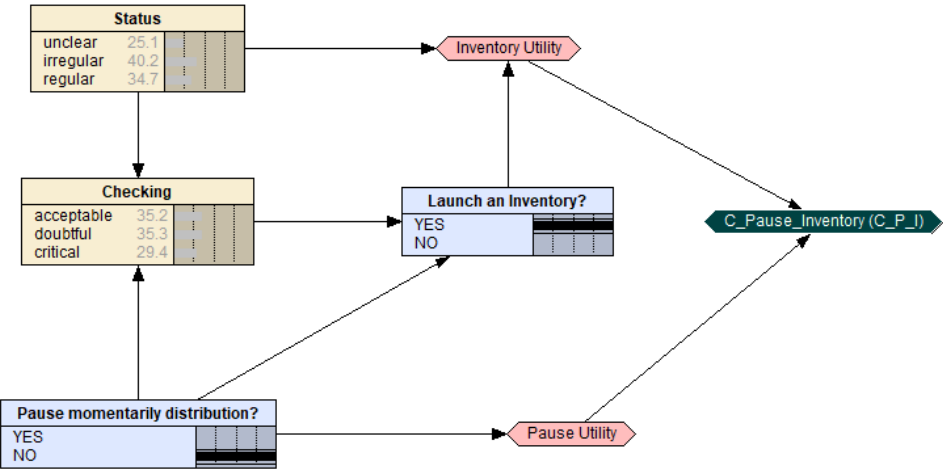 Status
unclear 25.1
irregular 40.2
regular 34.7
Inventory Utility
Checking
acceptable 35.2
doubtful 35.3
critical 29.4
Launch an Inventory?
YES
NO
C_Pause_Inventory (C_P_I)
Pause momentarily distribution?
YES
NO
Pause Utility